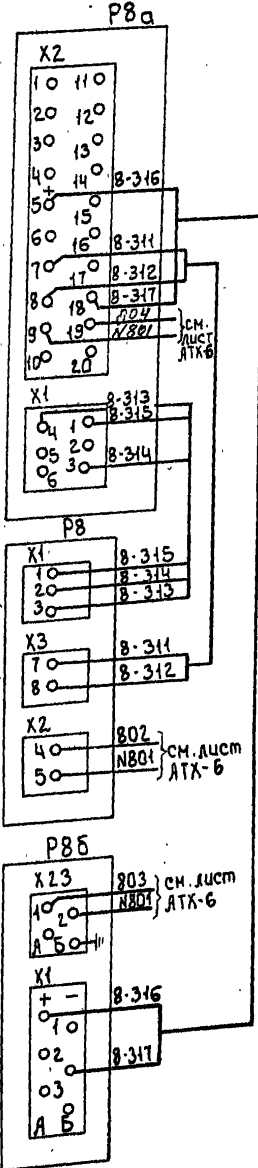 Р8а
Х2
1 11
2 12
3 13
4 14
+ 8-316
5 15
6 16
7 8-311
17
8 8-312
18 8-317
9 19 804
N801
10 20
см.
лист
АТХ-6
Х1
8-313
4 1 8-315
5 2
6 3 8-314
Р8
Х1
1 8-315
2 8-314
3 8-313
Х3
7 8-311
8 8-312
Х2
4 802
5 N801
см. лист
АТХ-6
Р8б
Х23
1 803
2 N801
см. лист
АТХ-6
А Б
Х1
+ - 8-316
1
2
8-317
3
А Б